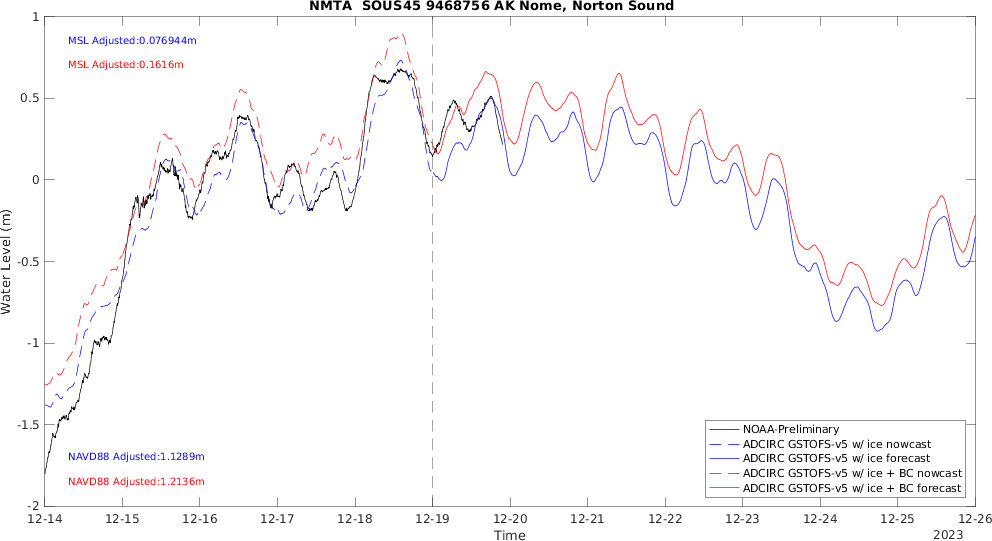 NMTA  SOUS45 9468756 AK Nome, Norton Sound
MSL Adjusted:0.076944m
MSL Adjusted:0.1616m
NAVD88 Adjusted:1.1289m
NAVD88 Adjusted:1.2136m
Water Level (m)
1
0.5
0
-0.5
-1
-1.5
-2
NOAA-Preliminary
ADCIRC GSTOFS-v5 w/ ice nowcast
ADCIRC GSTOFS-v5 w/ ice forecast
ADCIRC GSTOFS-v5 w/ ice + BC nowcast
ADCIRC GSTOFS-v5 w/ ice + BC forecast
12-14 12-15 12-16 12-17 12-18 12-19 12-20 12-21 12-22 12-23 12-24 12-25 12-26
Time
2023